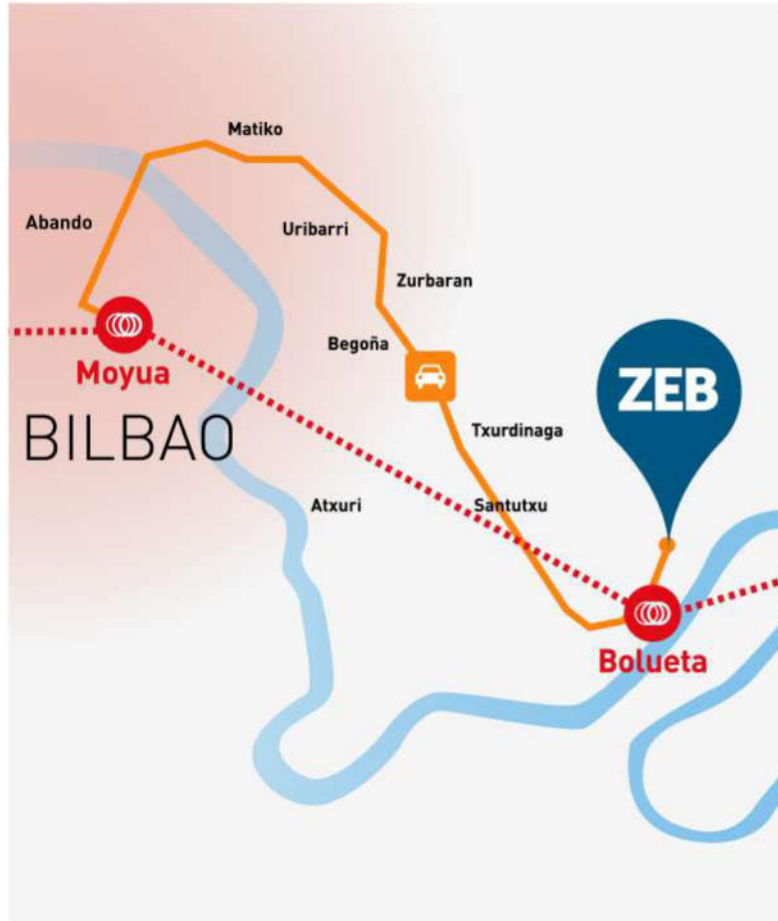 Matiko
Abando
Uribarri
Zurbaran
Begoña
Moyua
ZEB
BILBAO
Txurdinaga
Atxuri
Santutxu
Bolueta